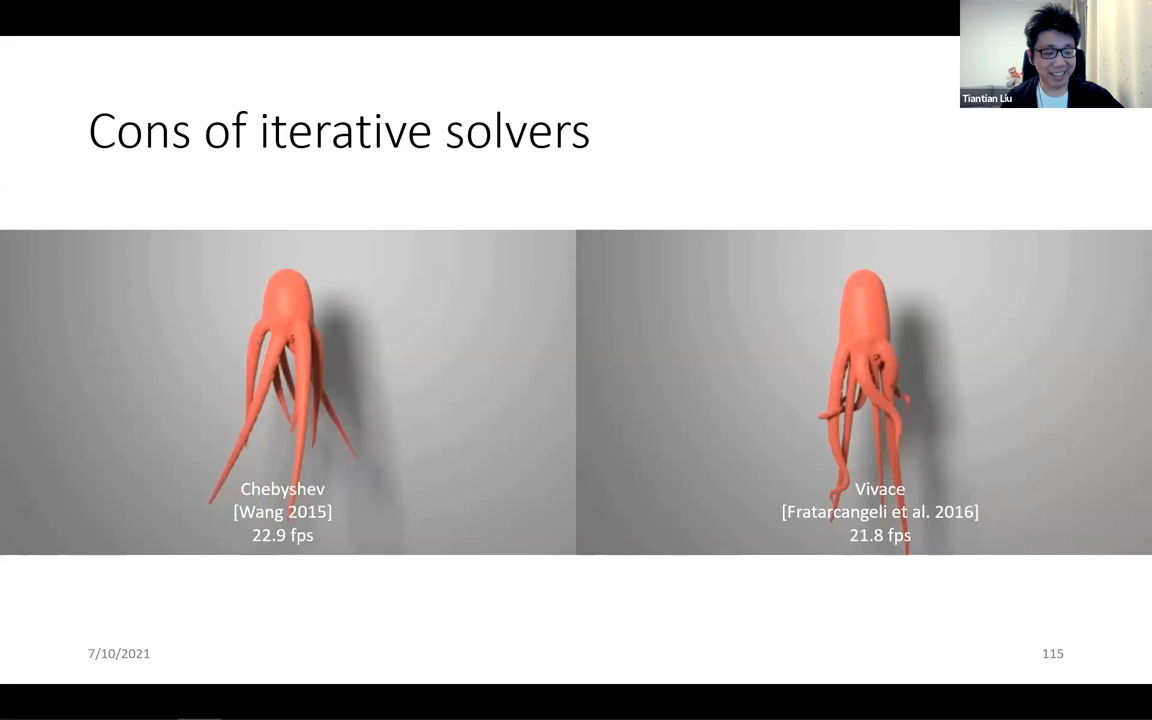 Tiantian Liu
Cons of iterative solvers
Chebyshev
[Wang 2015]
22.9 fps
Vivace
[Fratarcangeli et al. 2016]
21.8 fps
7/10/2021
115